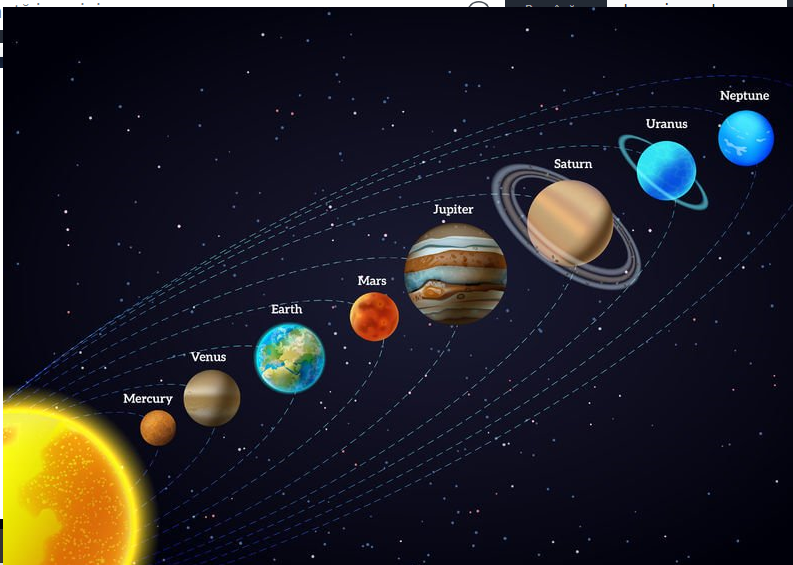 Neptune
Uranus
Saturn
Jupiter
Mars
Earth
Venus
Mercury